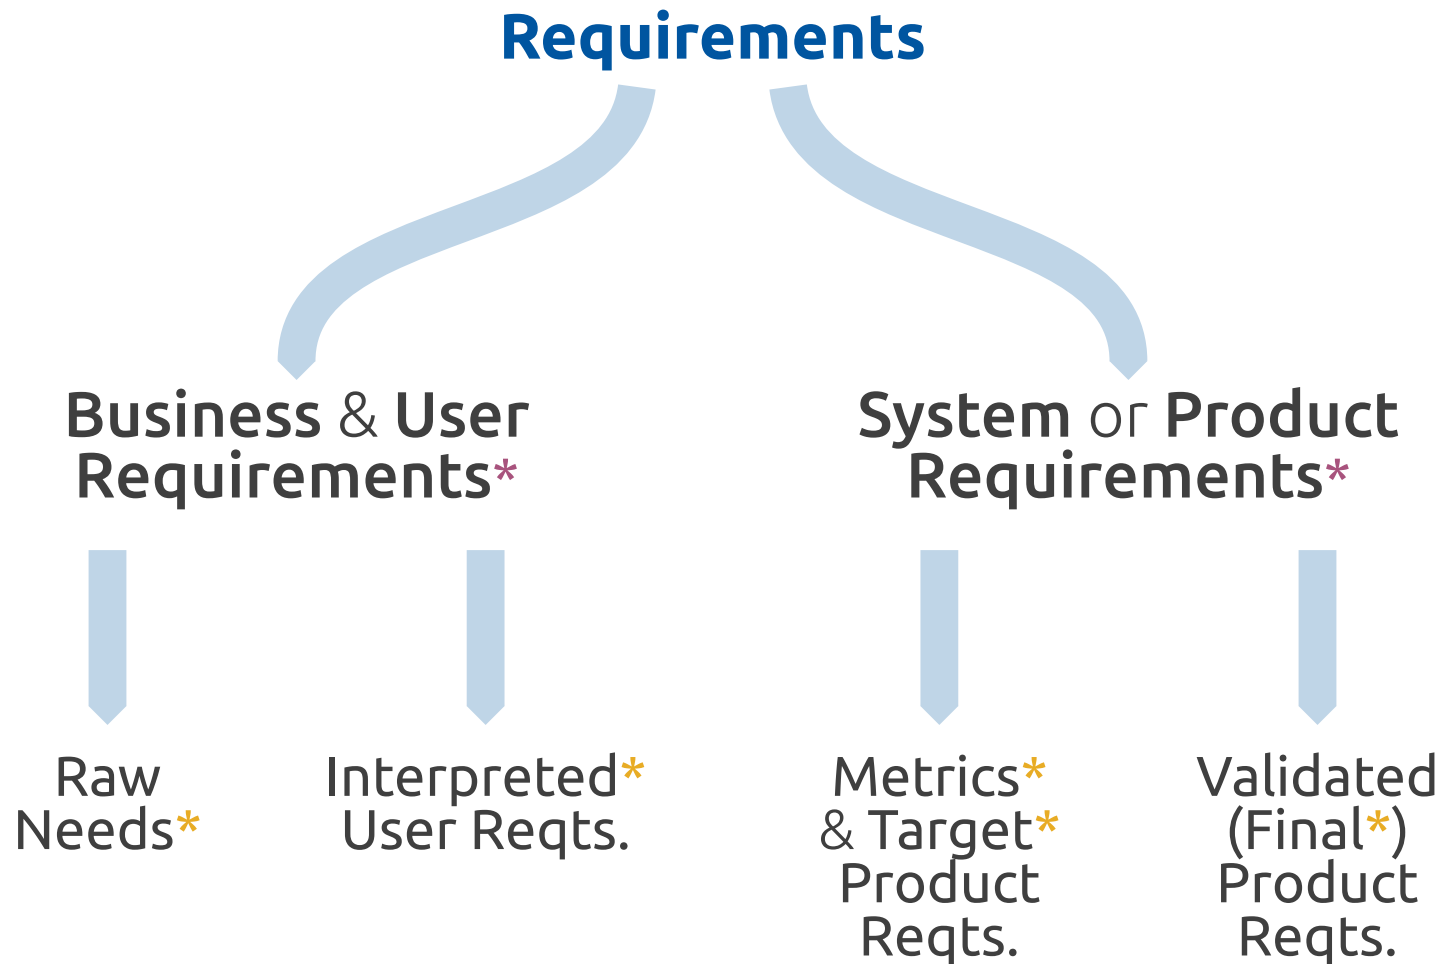 Requirements
Business & User
Requirements*
System or Product
Requirements*
Raw
Needs*
Interpreted*
User Reqts.
Metrics*
& Target*
Product
Reqts.
Validated
(Final*)
Product
Reqts.